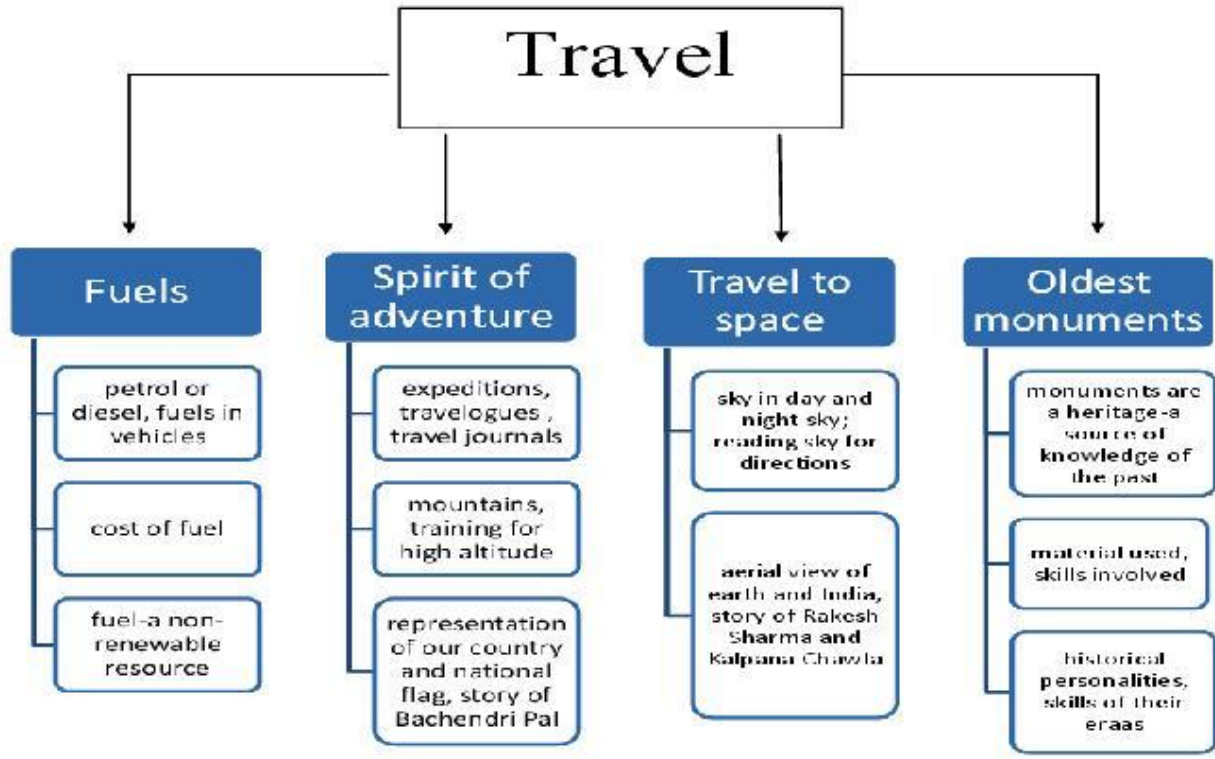 Travel
Fuels
petrol or
diesel, fuels in
vehicles
cost of fuel
fuel-a non-
renewable
resource
Spirit of
adventure
expeditions,
travelogues ,
travel journals
mountains,
training for
high altitude
representation
of our country
and national
flag, story of
Bachendri Pal
Travel to
space
sky in day and
night sky;
reading sky for
directions
aerial view of
earth and India,
story of Rakesh
Sharma and
Kalpana Chawla
Oldest
monuments
monuments are
a heritage-a
source of
knowledge of
the past
material used,
skills involved
historical
personalities,
skills of their
eraas